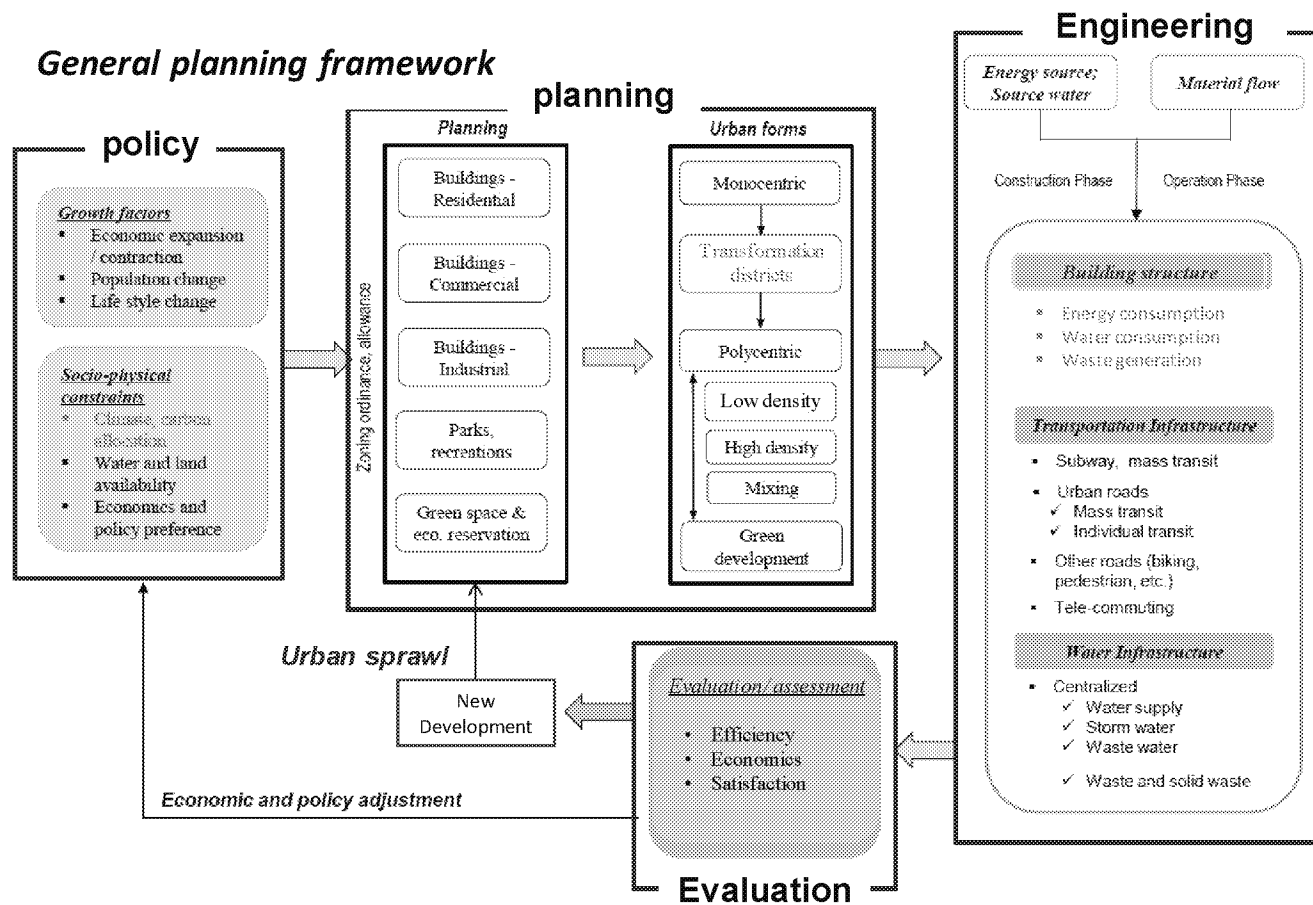 General planning framework
policy
Growth factors
▪ Economic expansion
/ contraction
▪ Population change
▪ Life style change
Socio-physical
constraints
▪ Climate, carbon
allocation
▪ Water and land
availability
▪ Economics and
policy preference
planning
Zoning ordinance, allowance
Planning
Buildings -
Residential
Buildings -
Commercial
Buildings -
Industrial
Parks,
recreations
Green space &
eco. reservation
Urban forms
Monocentric
Transformation
districts
Polycentric
Low density
High density
Mixing
Green
development
Engineering
Energy source;
Source water
Material flow
Construction Phase
Operation Phase
Building structure
▪ Energy consumption
▪ Water consumption
▪ Waste generation
Transportation Infrastructure
▪ Subway, mass transit
▪ Urban roads
✓ Mass transit
✓ Individual transit
▪ Other roads (biking,
pedestrian, etc.)
▪ Tele-commuting
Water Infrastructure
▪ Centralized
✓ Water supply
✓ Storm water
✓ Waste water
✓ Waste and solid waste
Urban sprawl
New
Development
Evaluation/ assessment
• Efficiency
• Economics
• Satisfaction
Economic and policy adjustment
Evaluation